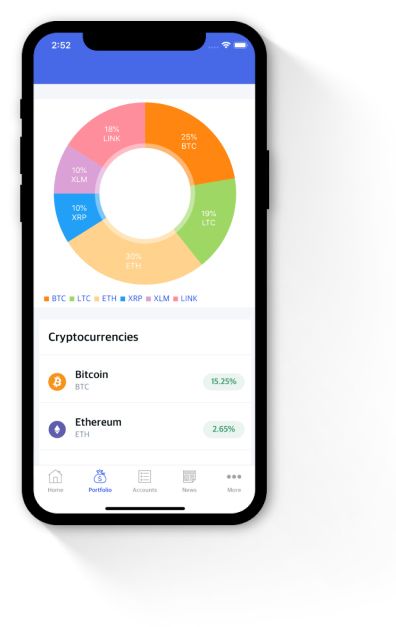 2:52
18%
LINK
25%
BTC
10%
XLM
19%
LTC
10%
XRP
30%
ETH
BTC LTC ETH XRP XLM LINK
Cryptocurrencies
Bitcoin
BTC
15.25%
Ethereum
ETH
2.65%
Home Portfolio Accounts News More